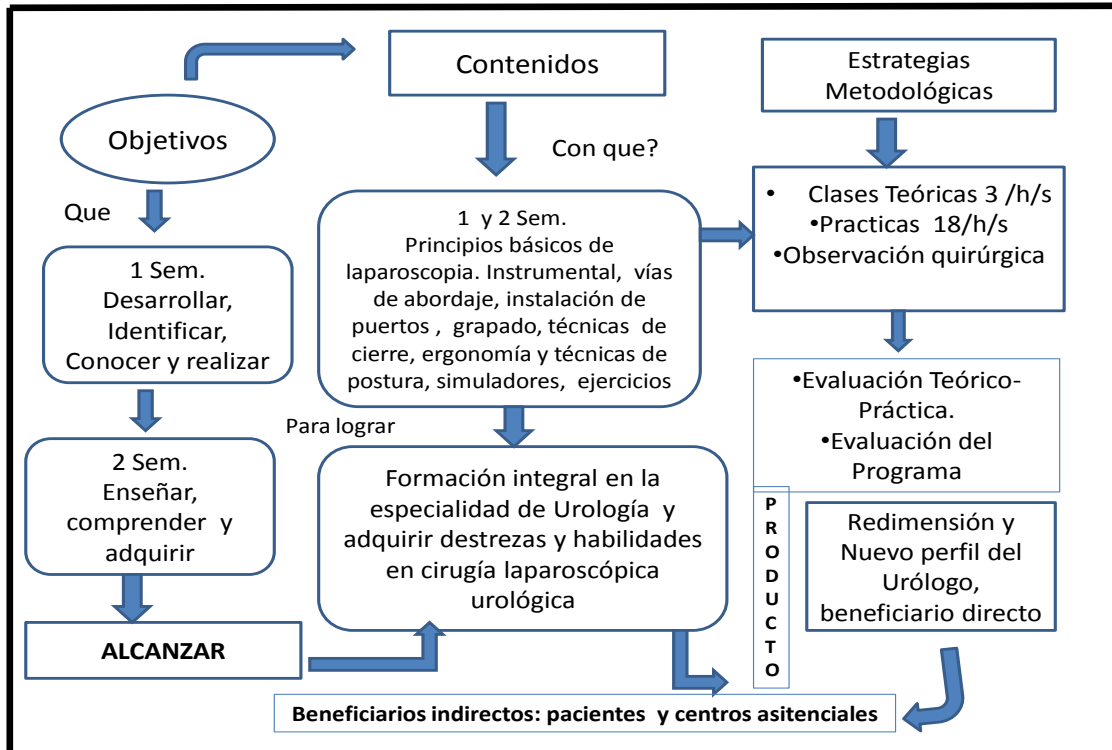 Objetivos
Que
1 Sem.
Desarrollar,
Identificar,
Conocer y realizar
2 Sem.
Enseñar,
comprender y
adquirir
ALCANZAR
Contenidos
Con que?
1 y 2 Sem.
Principios básicos de
laparoscopia. Instrumental, vías
de abordaje, instalación de
puertos , grapado, técnicas de
cierre, ergonomía y técnicas de
postura, simuladores, ejercicios
Para lograr
Formación integral en la
especialidad de Urología y
adquirir destrezas y habilidades
en cirugía laparoscópica
urológica
Estrategias
Metodológicas
• Clases Teóricas 3 /h/s
•Practicas 18/h/s
•Observación quirúrgica
•Evaluación Teórico-
Práctica.
•Evaluación del
Programa
PRODUCTO
Redimensión y
Nuevo perfil del
Urólogo,
beneficiario directo
Beneficiarios indirectos: pacientes y centros asitenciales